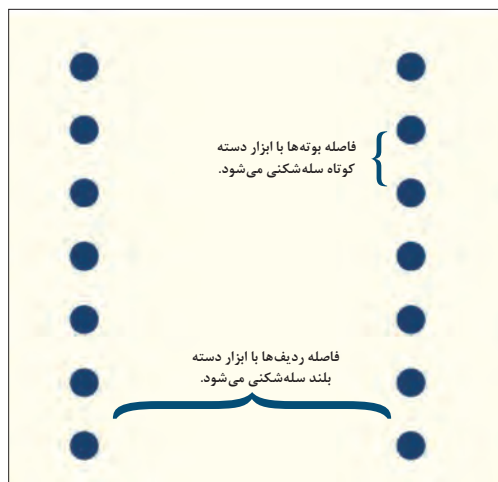 فاصله بوته‌ها با ابزار دسته
کوتاه سله‌شکنی می‌شود.
فاصله ردیف‌ها با ابزار دسته
بلند سله‌شکنی می‌شود.